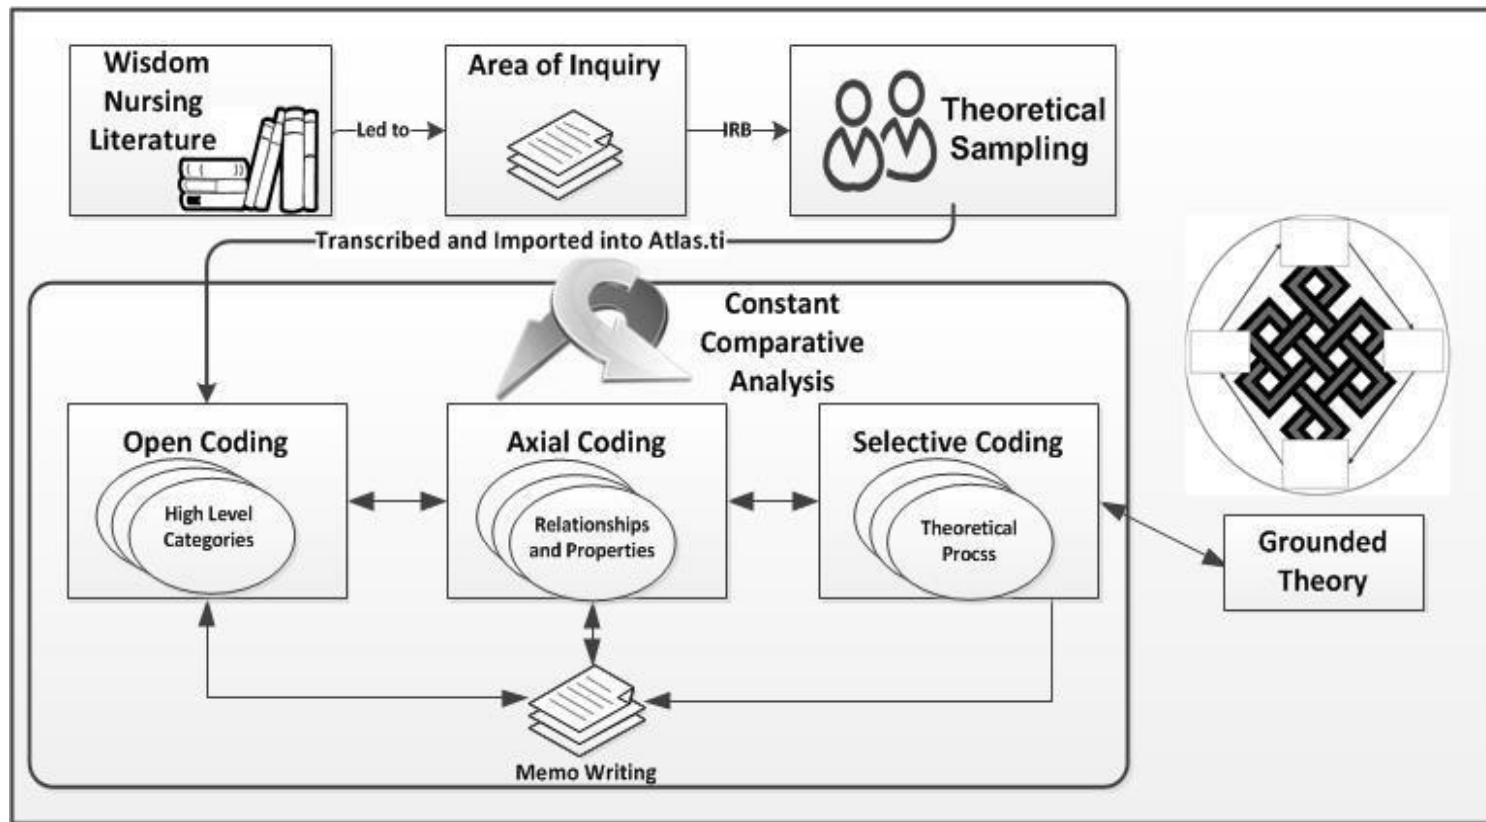 Wisdom
Nursing
Literature
Led to
Area of Inquiry
IRB
Theoretical
Sampling
Transcribed and Imported into Atlas.ti
Constant
Comparative
Analysis
Open Coding
High Level
Categories
Axial Coding
Relationships
and Properties
Selective Coding
Theoretical
Procss
Grounded
Theory
Memo Writing